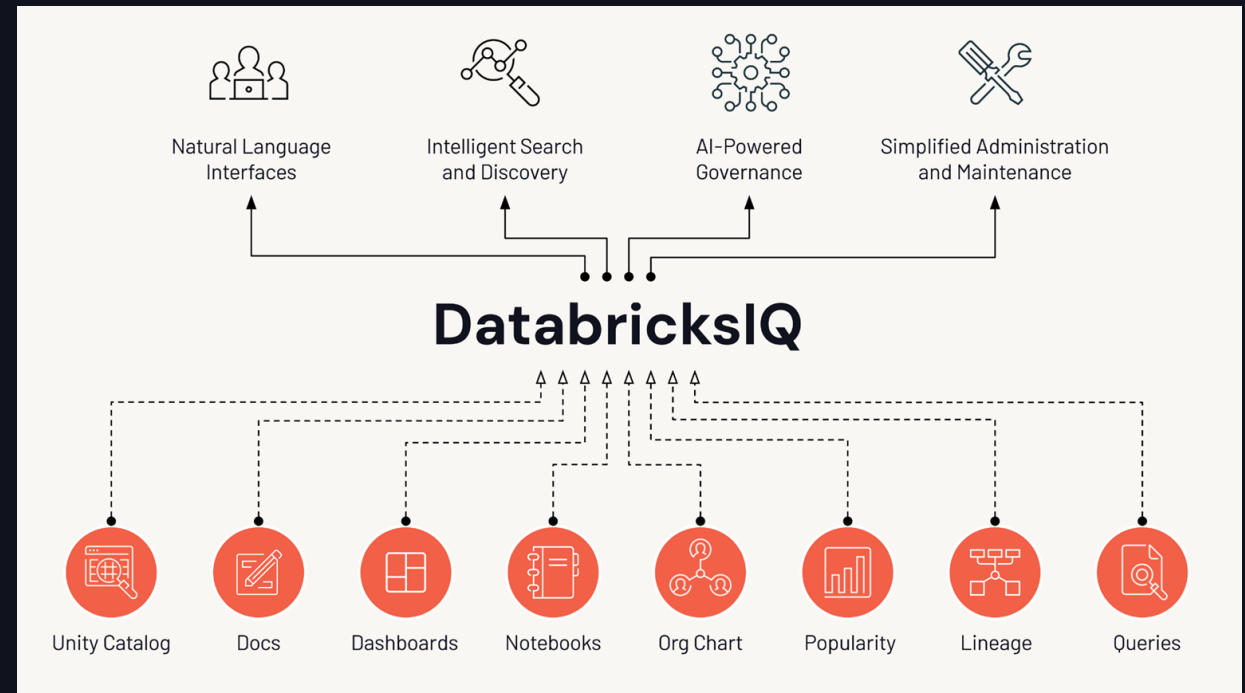 Natural Language
Interfaces
Intelligent Search
and Discovery
AI-Powered
Governance
Simplified Administration
and Maintenance
DatabricksIQ
Unity Catalog
Docs
Dashboards
Notebooks
Org Chart
Popularity
Lineage
Queries